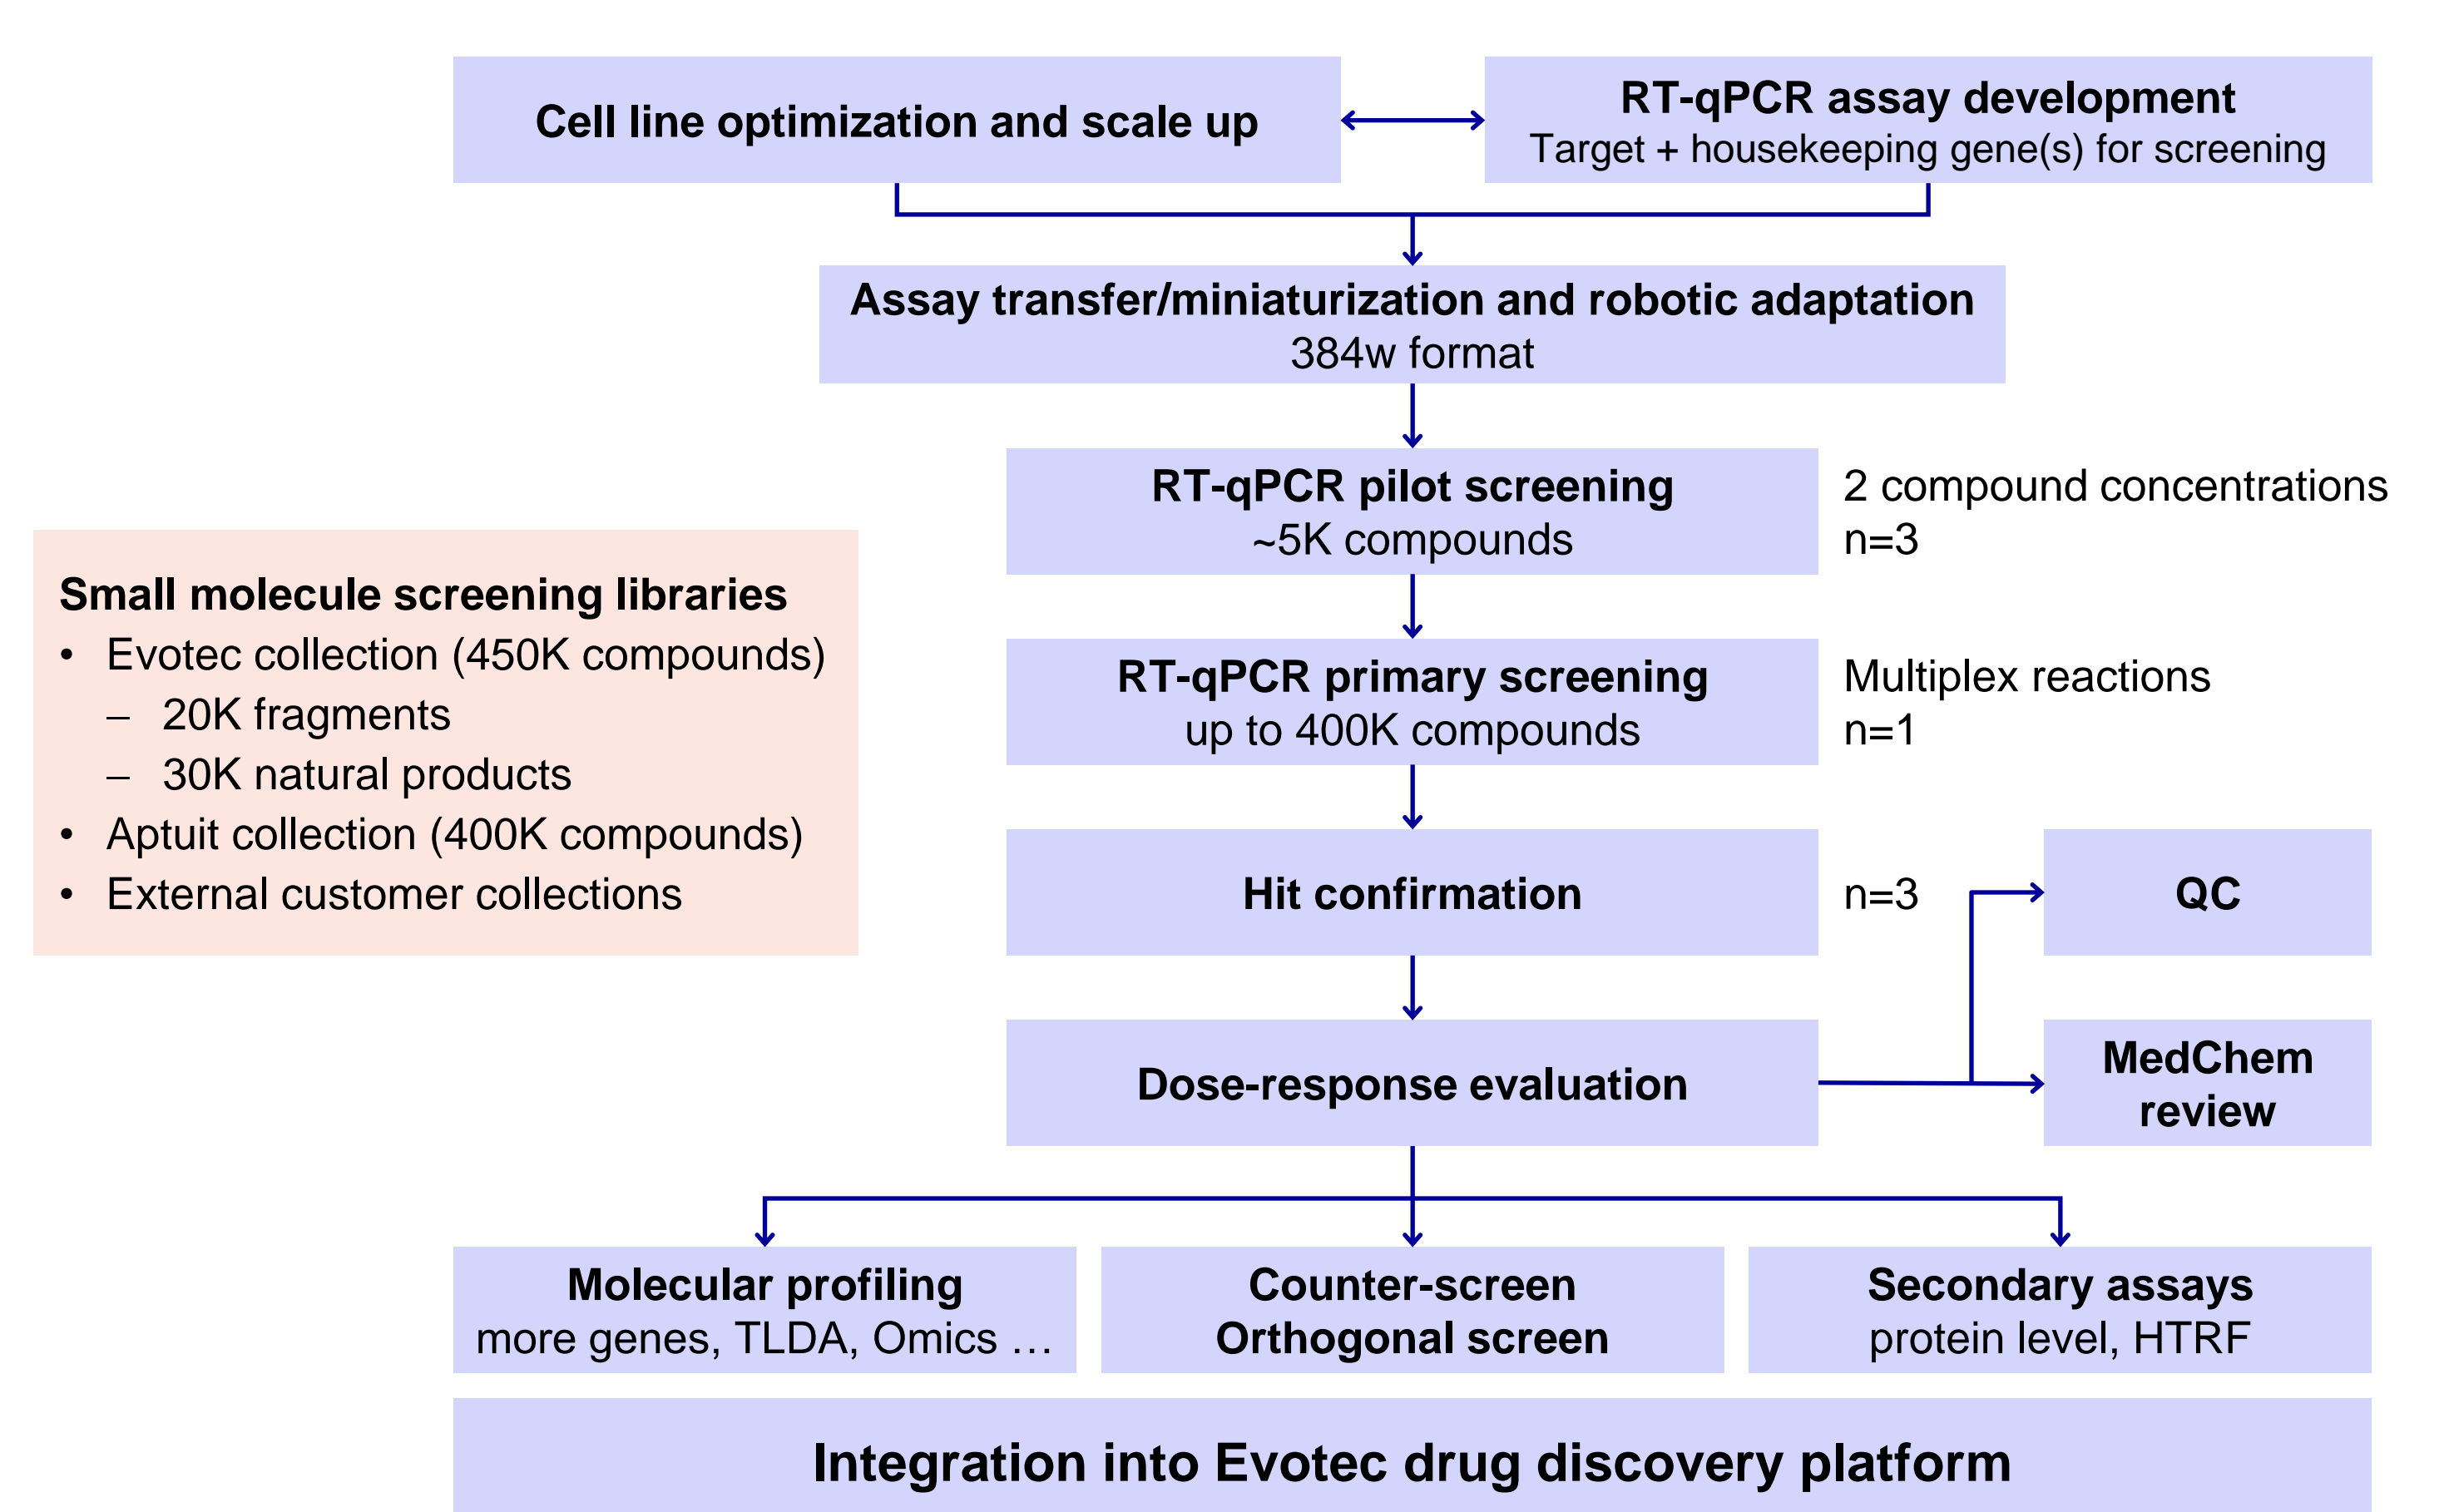 Cell line optimization and scale up
RT-qPCR assay development
Target + housekeeping gene(s) for screening
Assay transfer/miniaturization and robotic adaptation
384w format
RT-qPCR pilot screening
~5K compounds
2 compound concentrations
n=3
Small molecule screening libraries
• Evotec collection (450K compounds)
– 20K fragments
– 30K natural products
• Aptuit collection (400K compounds)
• External customer collections
RT-qPCR primary screening
up to 400K compounds
Multiplex reactions
n=1
Hit confirmation
n=3
QC
Dose-response evaluation
MedChem
review
Molecular profiling
more genes, TLDA, Omics …
Counter-screen
Orthogonal screen
Secondary assays
protein level, HTRF
Integration into Evotec drug discovery platform